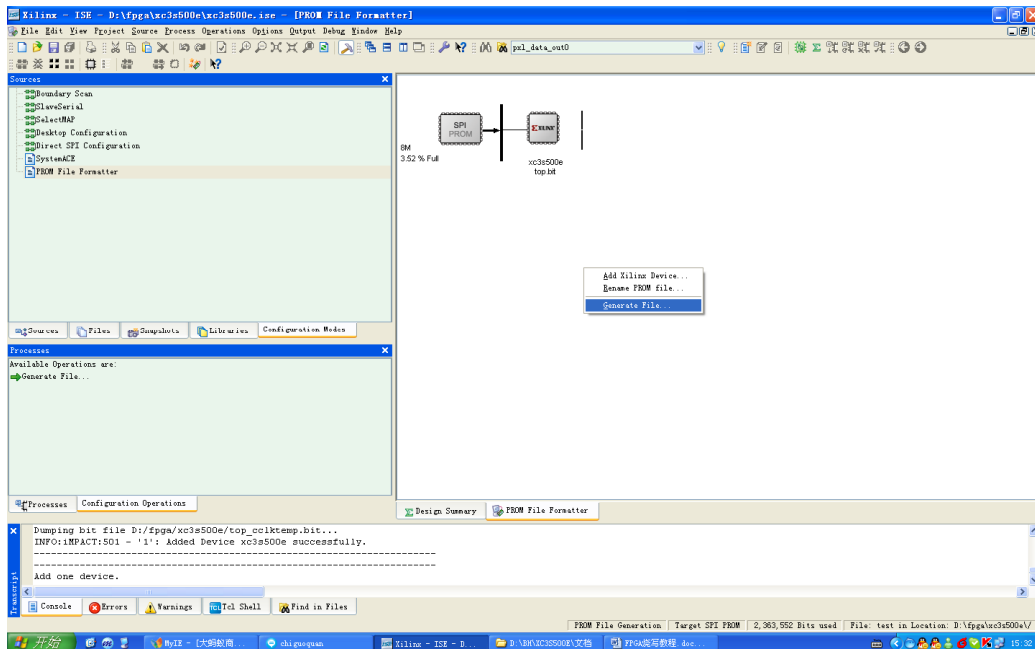 Xilinx - ISE - D:\fpga\xc3s500e\xc3s500e.ise - [PROM File Formatter]
File Edit View Project Source Process Operations Options Output Debug Window Help
pxl_data_out0
Sources
Boundary Scan
SlaveSerial
SelectMAP
Desktop Configuration
Direct SPI Configuration
SystemACE
PROM File Formatter
Sources Files Snapshots Libraries Configuration Modes
Processes
Available Operations are:
Generate File...
Processes Configuration Operations
SPI
PROM
8M
3.52 % Full
XILINX
xc3s500e
top.bit
Add Xilinx Device...
Rename PROM file...
Generate File...
Design Summary PROM File Formatter
Dumping bit file D:/fpga/xc3s500e/top_cclktemp.bit...
INFO:iMPACT:501 - '1': Added Device xc3s500e successfully.
----------------------------------------------------------------------
----------------------------------------------------------------------
Add one device.
Transcript
Console Errors Warnings Tcl Shell Find in Files
PROM File Generation Target SPI PROM 2,363,552 Bits used File: test in Location: D:\fpga\xc3s500e\/
开始 MyIE - [大蚂蚁商... chiguoquan Xilinx - ISE - D... D:\BH\XC3S500E\文档 FPGA烧写教程.doc... 15:32